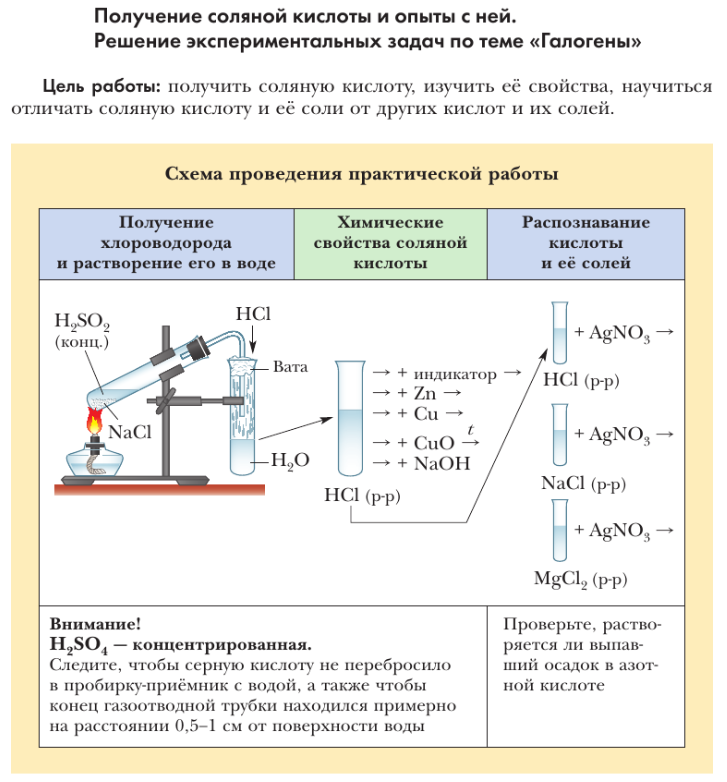 Получение соляной кислоты и опыты с ней.
Решение экспериментальных задач по теме «Галогены»
Цель работы: получить соляную кислоту, изучить её свойства, научиться
отличать соляную кислоту и её соли от других кислот и их солей.
Схема проведения практической работы
Получение
хлороводорода
и растворение его в воде
Химические
свойства соляной
кислоты
Распознавание
кислоты
и её солей
H₂SO₂
(конц.)
NaCl
HCl
Вата
H₂O
→ + индикатор →
→ + Zn →
→ + Cu →
t
→ + CuO →
→ + NaOH
HCl (р-р)
+ AgNO₃ →
HCl (р-р)
+ AgNO₃ →
NaCl (р-р)
+ AgNO₃ →
MgCl₂ (р-р)
Внимание!
H₂SO₄ — концентрированная.
Следите, чтобы серную кислоту не перебросило
в пробирку-приёмник с водой, а также чтобы
конец газоотводной трубки находился примерно
на расстоянии 0,5–1 см от поверхности воды
Проверьте, раство-
ряется ли выпав-
ший осадок в азот-
ной кислоте